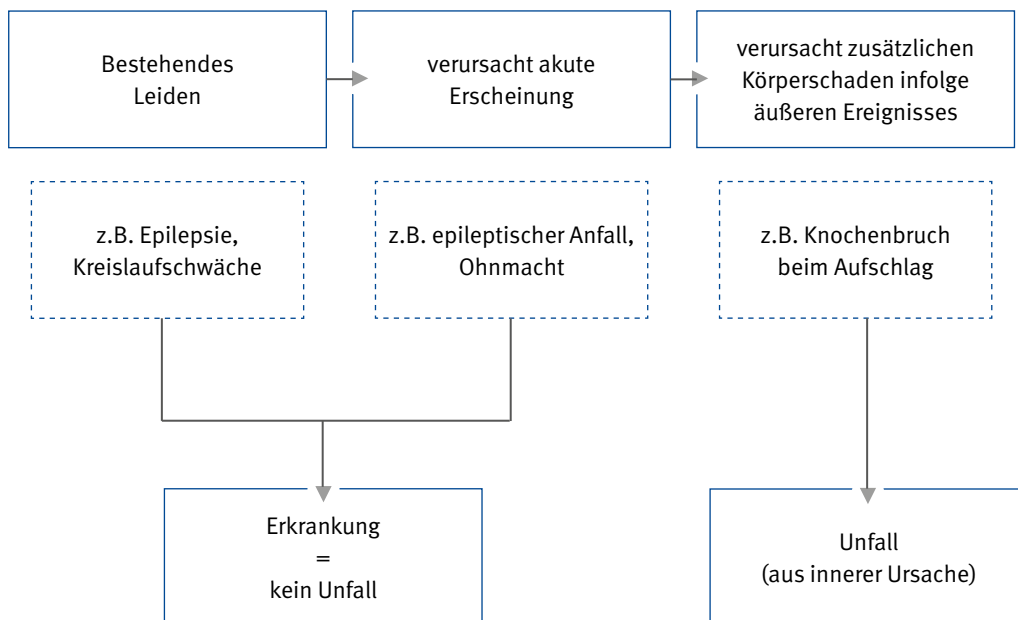 Bestehendes
Leiden
verursacht akute
Erscheinung
verursacht zusätzlichen
Körperschaden infolge
äußeren Ereignisses
z.B. Epilepsie,
Kreislaufschwäche
z.B. epileptischer Anfall,
Ohnmacht
z.B. Knochenbruch
beim Aufschlag
Erkrankung
=
kein Unfall
Unfall
(aus innerer Ursache)